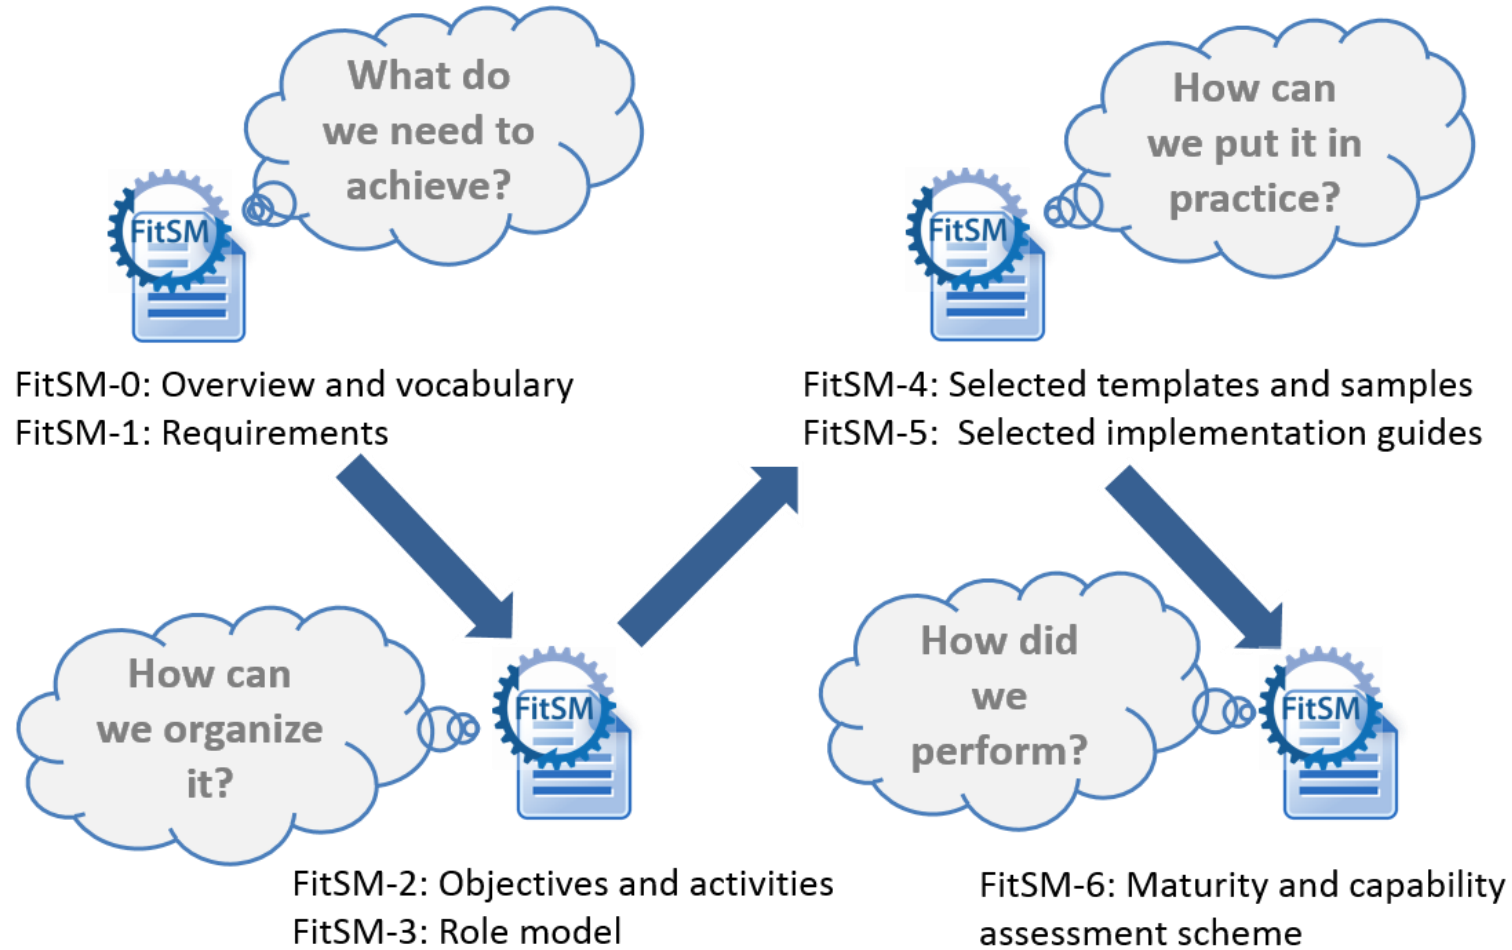 What do
we need to
achieve?
FitSM
FitSM-0: Overview and vocabulary
FitSM-1: Requirements
How can
we organize
it?
FitSM
FitSM-2: Objectives and activities
FitSM-3: Role model
How can
we put it in
practice?
FitSM
FitSM-4: Selected templates and samples
FitSM-5:  Selected implementation guides
How did
we
perform?
FitSM
FitSM-6: Maturity and capability
assessment scheme